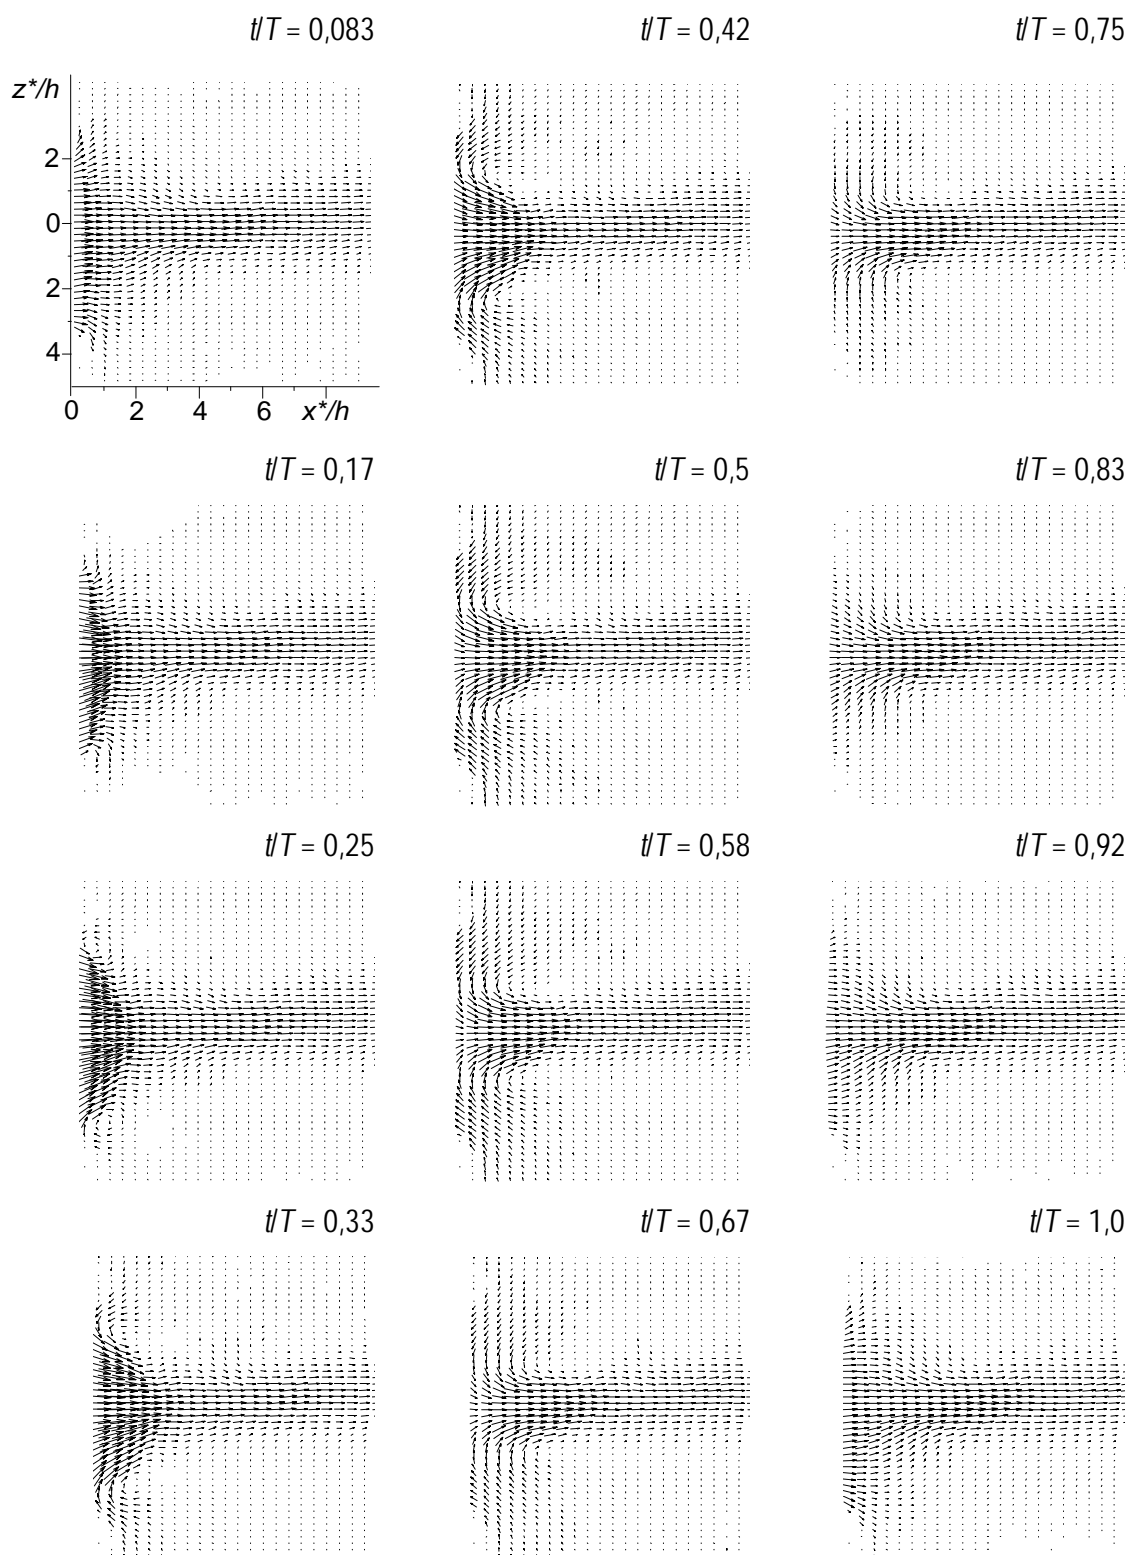 t/T = 0,083
t/T = 0,42
t/T = 0,75
z*/h
2
0
2
4
0 2 4 6 x*/h
t/T = 0,17
t/T = 0,5
t/T = 0,83
t/T = 0,25
t/T = 0,58
t/T = 0,92
t/T = 0,33
t/T = 0,67
t/T = 1,0